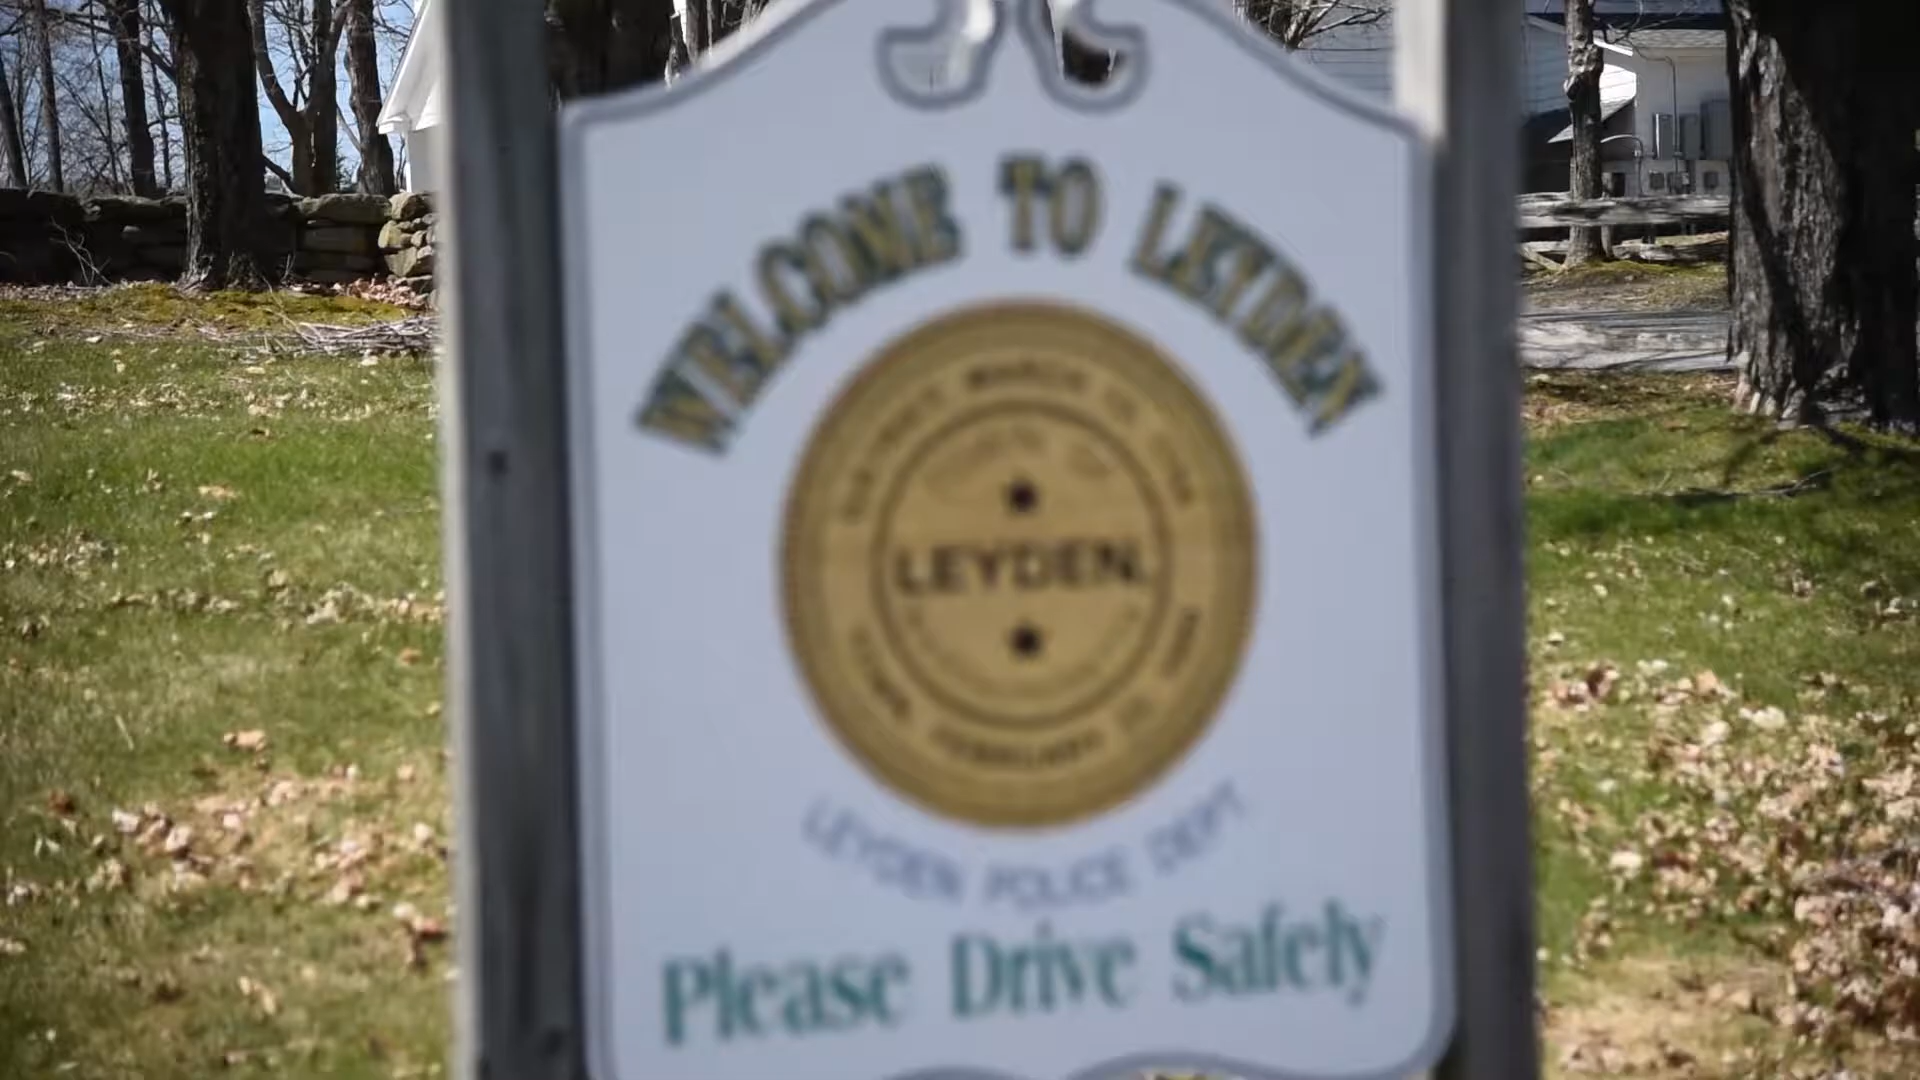 WELCOME TO LEYDEN
LEYDEN.
LEYDEN POLICE DEPT
Please Drive Safely